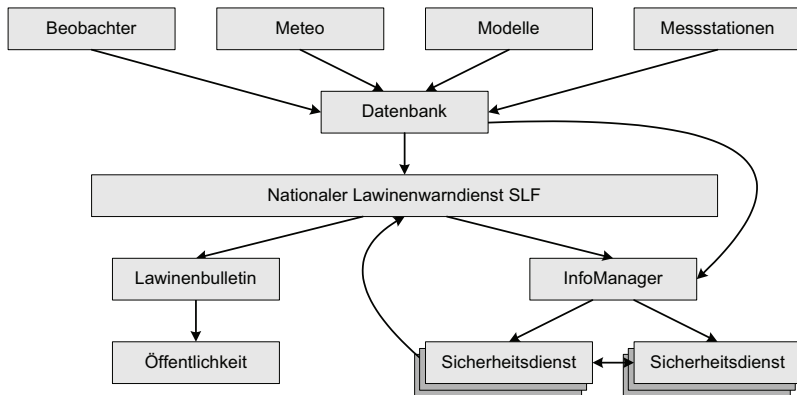 Beobachter
Meteo
Modelle
Messstationen
Datenbank
Nationaler Lawinenwarndienst SLF
Lawinenbulletin
InfoManager
Öffentlichkeit
Sicherheitsdienst
Sicherheitsdienst